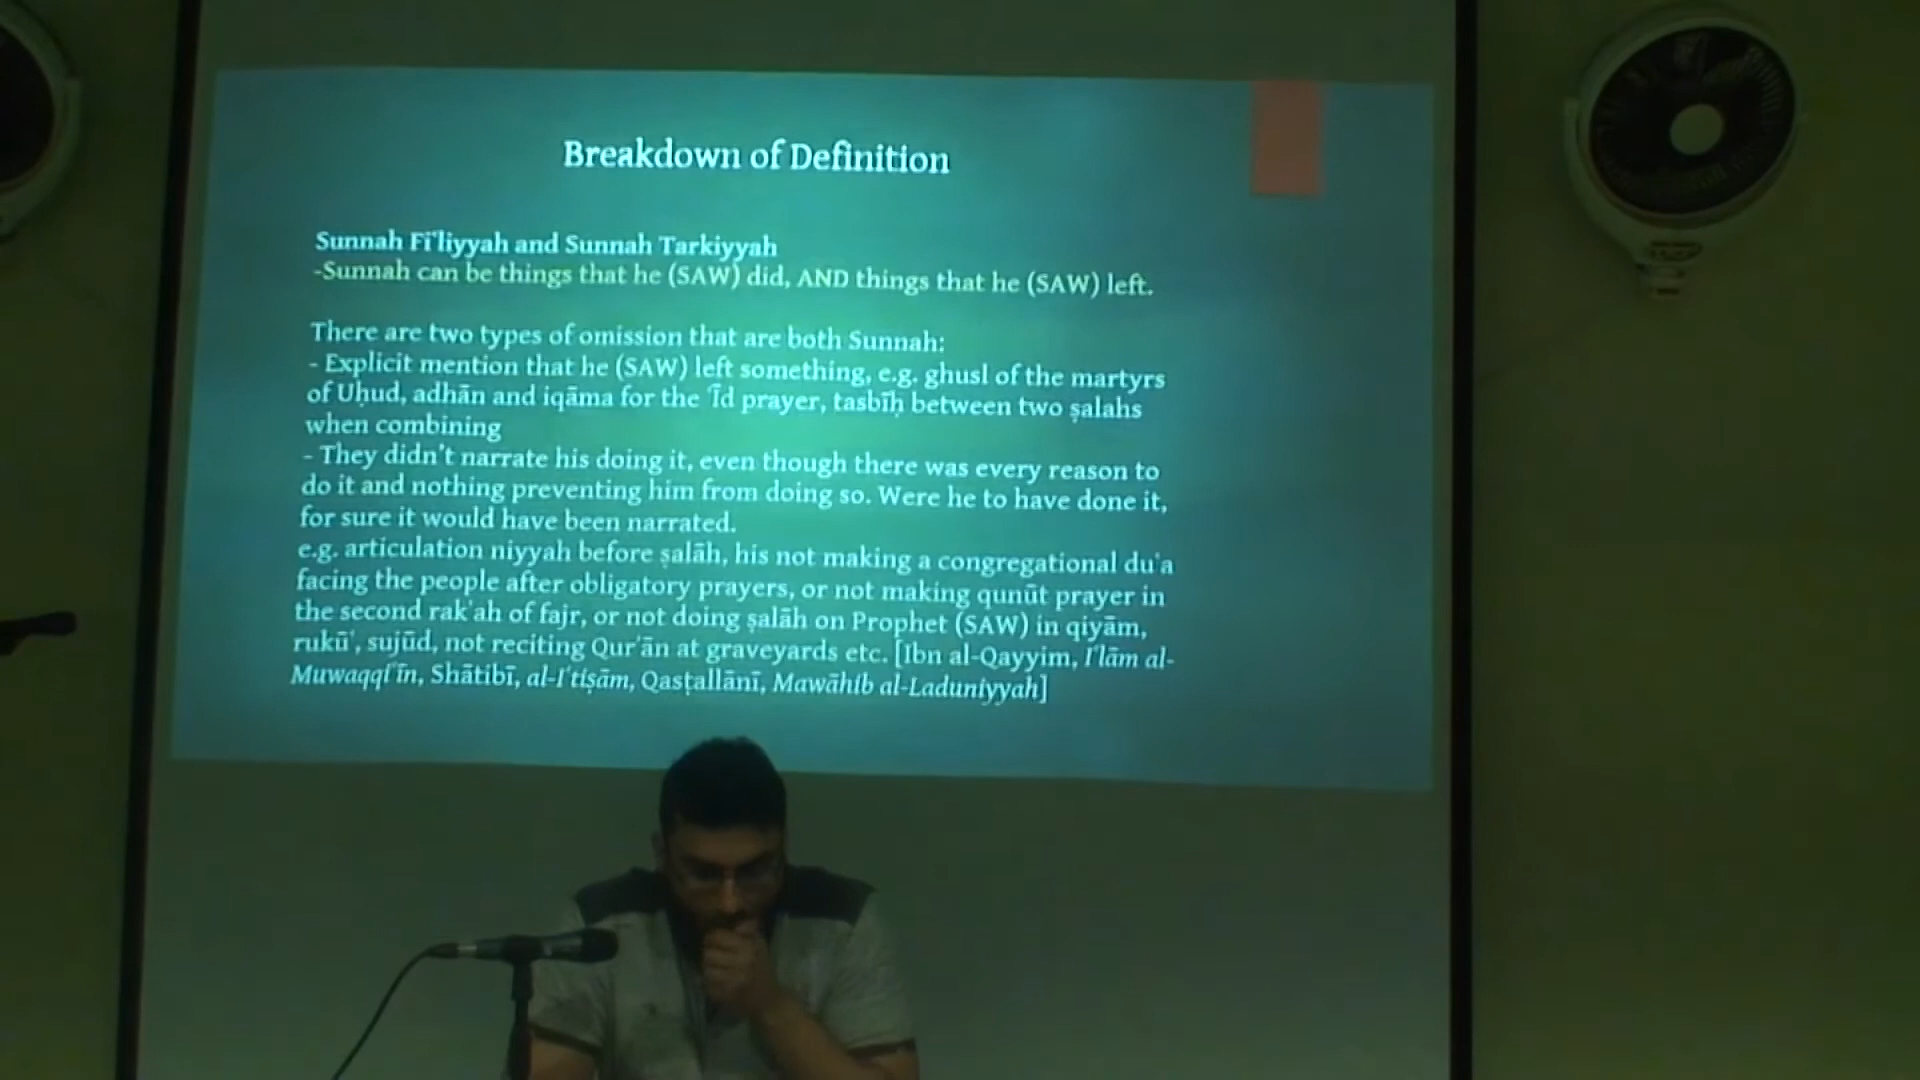 Breakdown of Definition
Sunnah Fi'liyyah and Sunnah Tarkiyyah
-Sunnah can be things that he (SAW) did, AND things that he (SAW) left.
There are two types of omission that are both Sunnah:
- Explicit mention that he (SAW) left something, e.g. ghusl of the martyrs
of Uḥud, adhān and iqāma for the 'Īd prayer, tasbīḥ between two ṣalahs
when combining
- They didn't narrate his doing it, even though there was every reason to
do it and nothing preventing him from doing so. Were he to have done it,
for sure it would have been narrated.
e.g. articulation niyyah before ṣalāh, his not making a congregational du'a
facing the people after obligatory prayers, or not making qunūt prayer in
the second rak'ah of fajr, or not doing ṣalāh on Prophet (SAW) in qiyām,
rukū', sujūd, not reciting Qur'ān at graveyards etc. [Ibn al-Qayyim, I'lām al-
Muwaqqi'īn, Shātibī, al-I'tiṣām, Qasṭallānī, Mawāhib al-Laduniyyah]